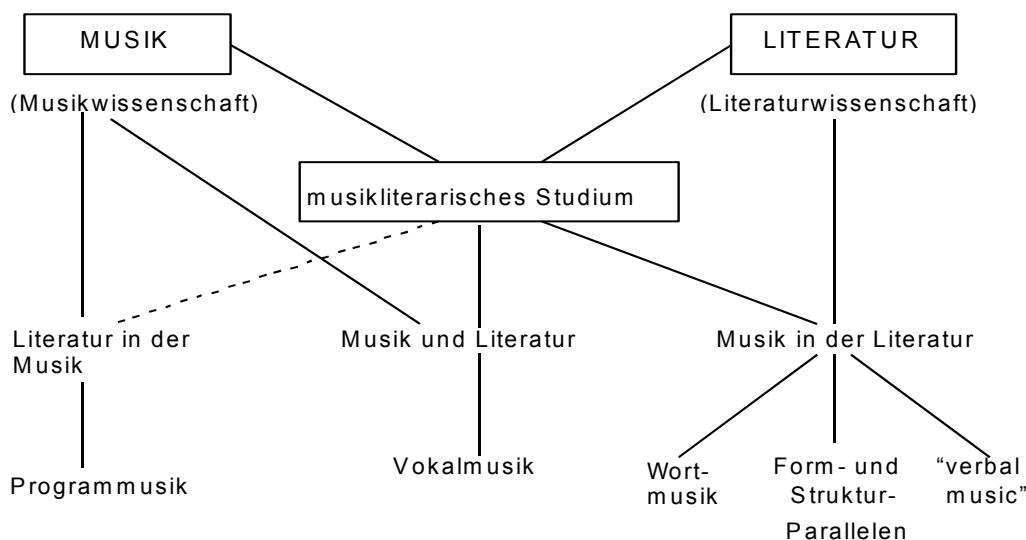 MUSIK
LITERATUR
(Musikwissenschaft)
(Literaturwissenschaft)
musikliterarisches Studium
Literatur in der
Musik
Musik und Literatur
Musik in der Literatur
Programmusik
Vokalmusik
Wort-
musik
Form- und
Struktur-
Parallelen
“verbal
music”